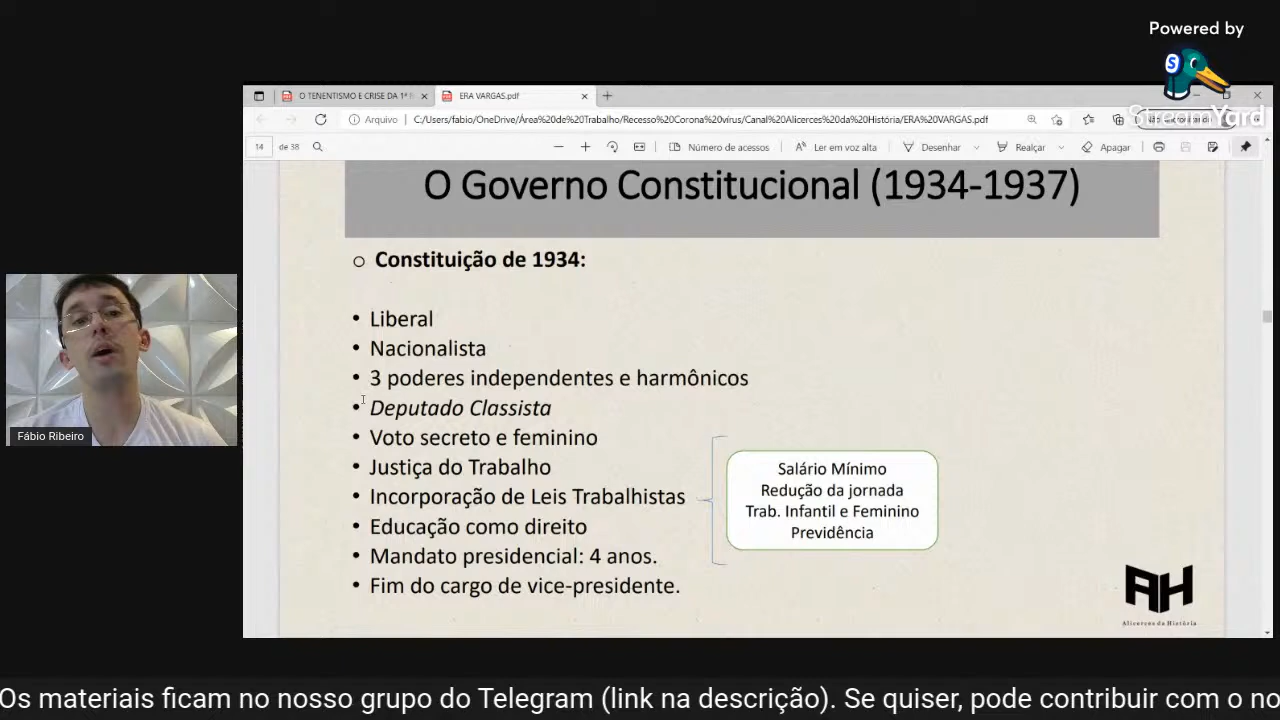 Powered by
StreamYard
O TENENTISMO E CRISE DA 1ª
ERA VARGAS.pdf
Arquivo
C:/Users/fabio/OneDrive/Área%20de%20Trabalho/Recesso%20Corona%20vírus/Canal%20Alicerces%20da%20História/ERA%20VARGAS.pdf
14 de 38
Número de acessos
Ler em voz alta
Desenhar
Realçar
Apagar
O Governo Constitucional (1934-1937)
Constituição de 1934:
• Liberal
• Nacionalista
• 3 poderes independentes e harmônicos
• Deputado Classista
• Voto secreto e feminino
• Justiça do Trabalho
• Incorporação de Leis Trabalhistas
• Educação como direito
• Mandato presidencial: 4 anos.
• Fim do cargo de vice-presidente.
Salário Mínimo
Redução da jornada
Trab. Infantil e Feminino
Previdência
AH
Alicerces da História
Fábio Ribeiro
Os materiais ficam no nosso grupo do Telegram (link na descrição). Se quiser, pode contribuir com o no